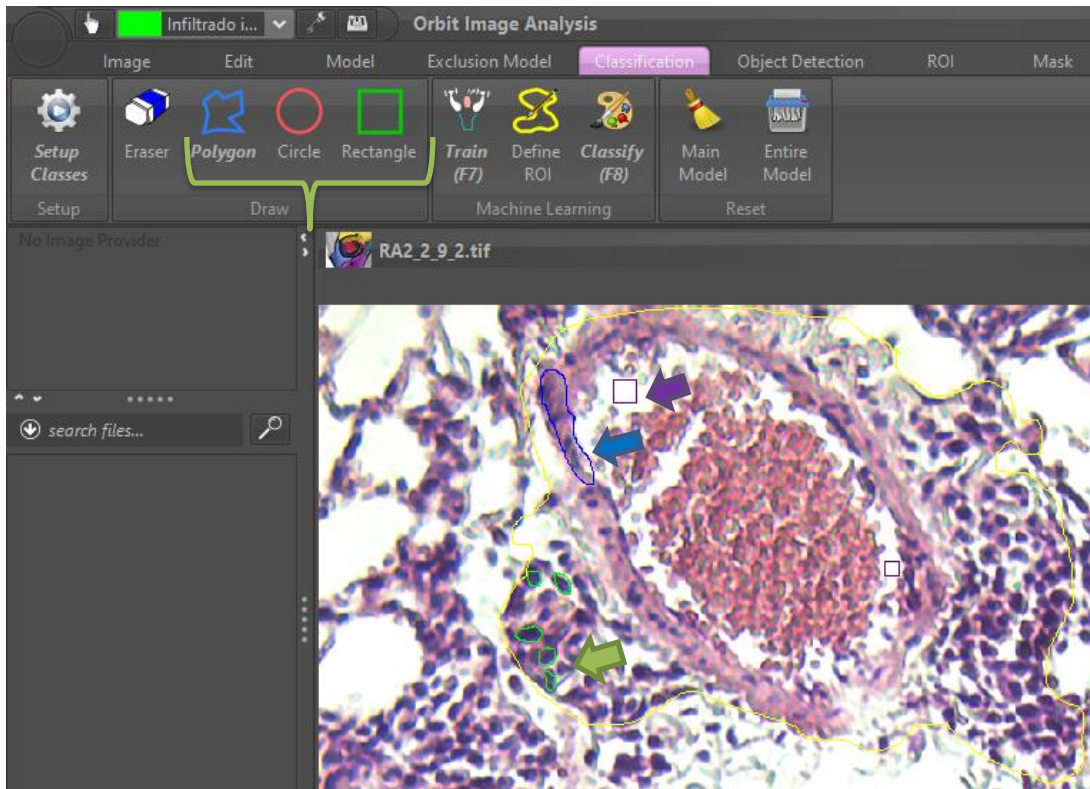 Infiltrado i...
Orbit Image Analysis
Image Edit Model Exclusion Model Classification Object Detection ROI Mask
Setup Classes
Eraser
Polygon
Circle
Rectangle
Train (F7)
Define ROI
Classify (F8)
Main Model
Entire Model
Setup Draw Machine Learning Reset
No Image Provider
RA2_2_9_2.tif
search files...